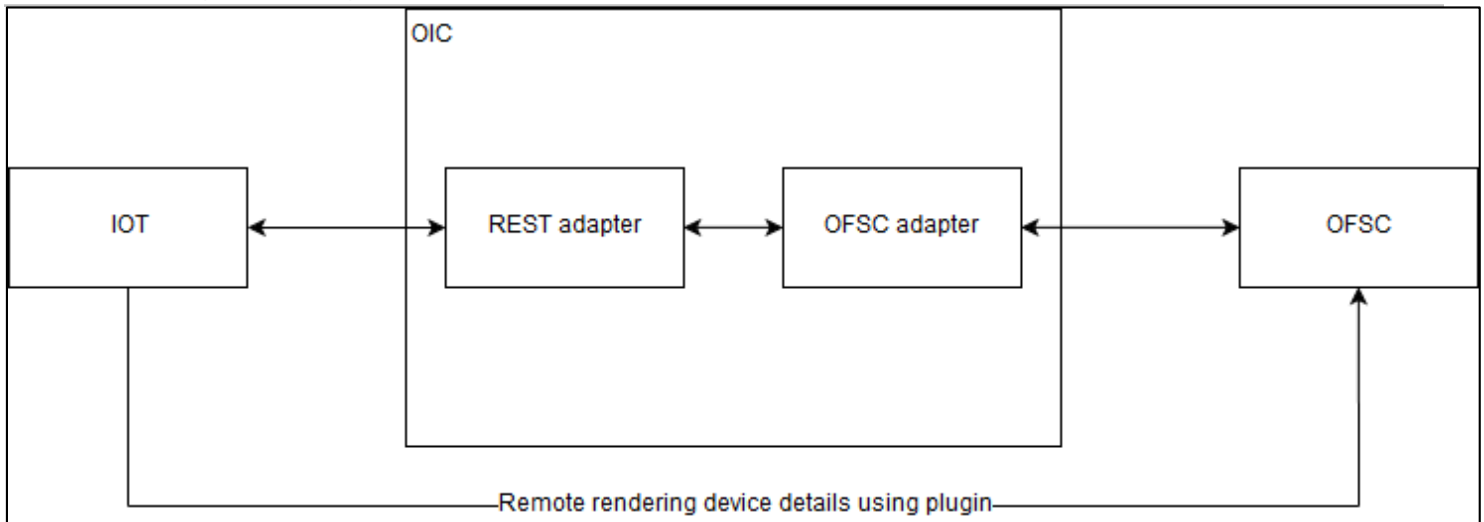 OIC
IOT
REST adapter
OFSC adapter
OFSC
Remote rendering device details using plugin